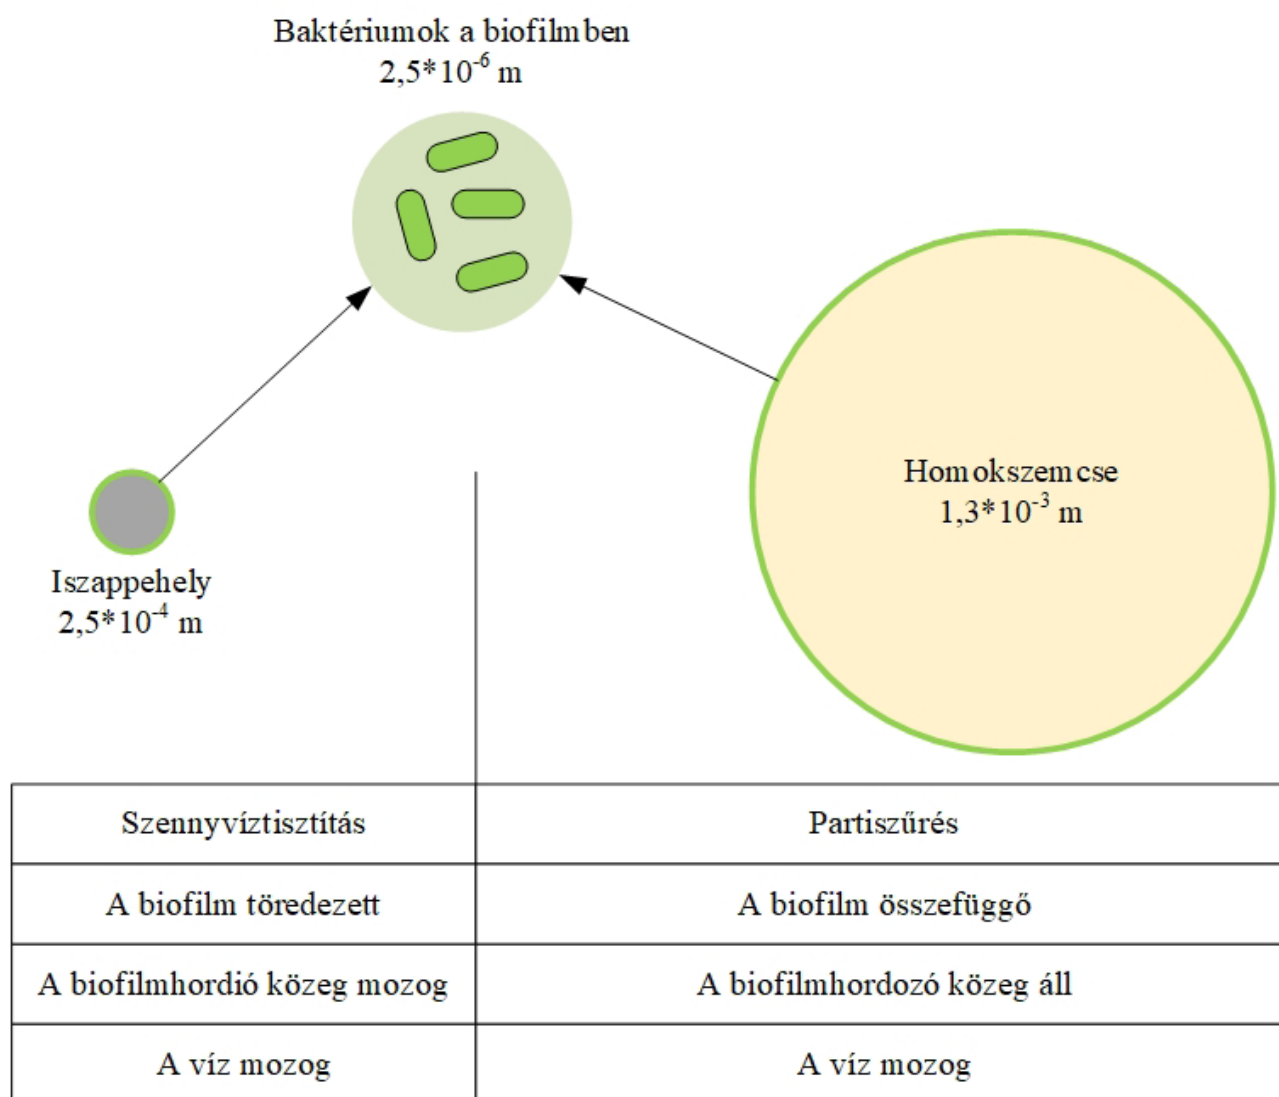 Baktériumok a biofilmben
2,5*10⁻⁶ m
Homokszemcse
1,3*10⁻³ m
Iszappehely
2,5*10⁻⁴ m
Szennyvíztisztítás
Partiszűrés
A biofilm töredezett
A biofilm összefüggő
A biofilmhordió közeg mozog
A biofilmhordozó közeg áll
A víz mozog
A víz mozog